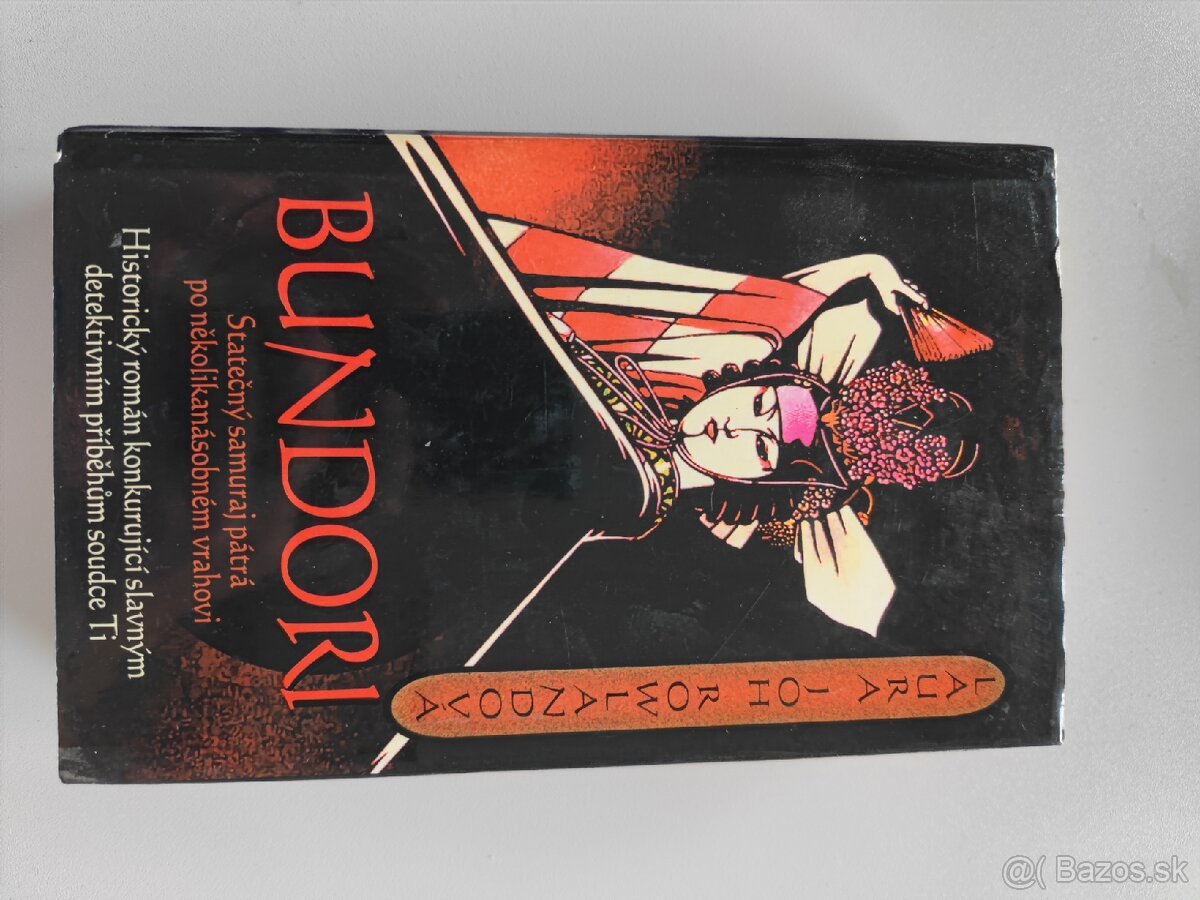 LAURA JOH ROWLANDOVÁ
BUNDORI
Statečný samuraj pátrá
po několikanásobném vrahovi
Historický román konkurující slavným
detektivním příběhům soudce Ti
@( Bazos.sk